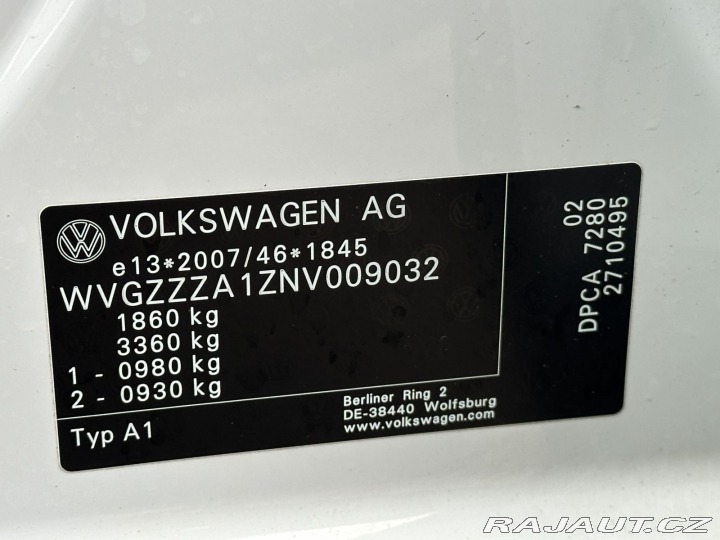 VOLKSWAGEN AG
e13*2007/46*1845
WVGZZZA1ZNV009032
1860 kg
3360 kg
1 - 0980 kg
2 - 0930 kg
Typ A1
Berliner Ring 2
DE-38440 Wolfsburg
www.volkswagen.com
02
DPCA 7280
2710495
RAJAUT.CZ